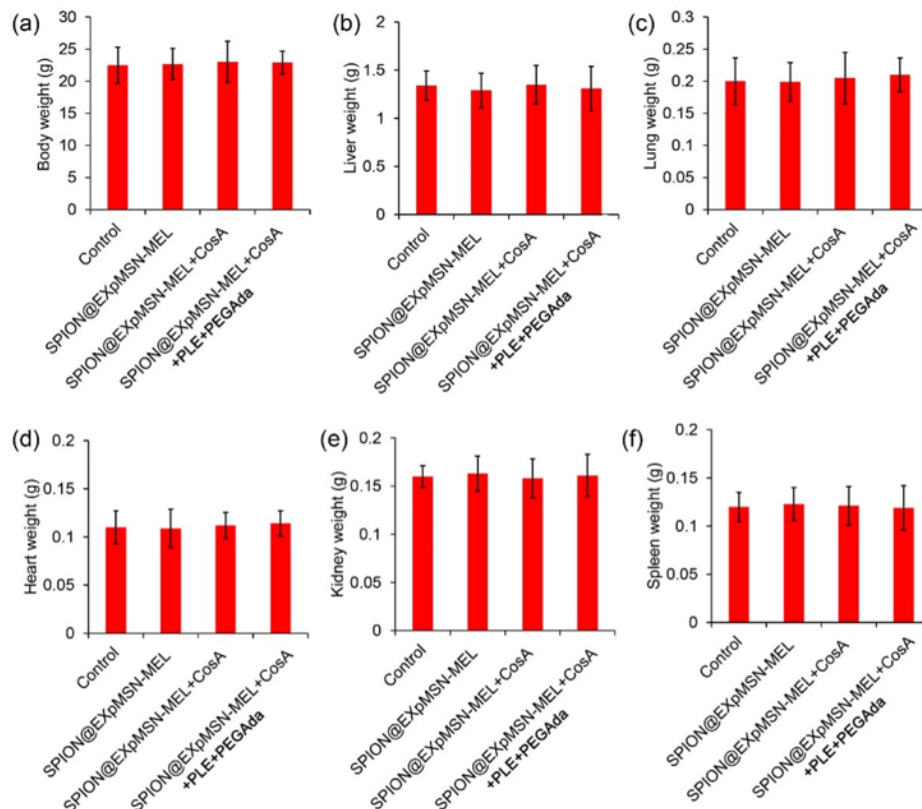 (a)
Body weight (g)
30
25
20
15
10
5
0
Control
SPION@EXpMSN-MEL
SPION@EXpMSN-MEL+CosA
SPION@EXpMSN-MEL+CosA
+PLE+PEGAda
(b)
Liver weight (g)
2
1.5
1
0.5
0
Control
SPION@EXpMSN-MEL
SPION@EXpMSN-MEL+CosA
SPION@EXpMSN-MEL+CosA
+PLE+PEGAda
(c)
Lung weight (g)
0.3
0.25
0.2
0.15
0.1
0.05
0
Control
SPION@EXpMSN-MEL
SPION@EXpMSN-MEL+CosA
SPION@EXpMSN-MEL+CosA
+PLE+PEGAda
(d)
Heart weight (g)
0.2
0.15
0.1
0.05
0
Control
SPION@EXpMSN-MEL
SPION@EXpMSN-MEL+CosA
SPION@EXpMSN-MEL+CosA
+PLE+PEGAda
(e)
Kidney weight (g)
0.2
0.15
0.1
0.05
0
Control
SPION@EXpMSN-MEL
SPION@EXpMSN-MEL+CosA
SPION@EXpMSN-MEL+CosA
+PLE+PEGAda
(f)
Spleen weight (g)
0.2
0.15
0.1
0.05
0
Control
SPION@EXpMSN-MEL
SPION@EXpMSN-MEL+CosA
SPION@EXpMSN-MEL+CosA
+PLE+PEGAda